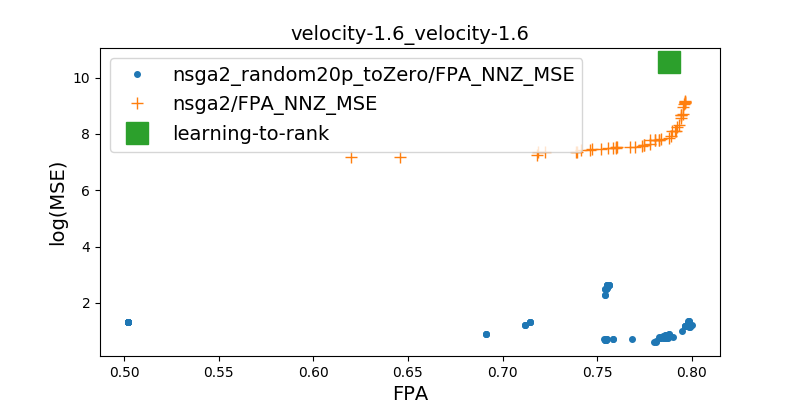 velocity-1.6_velocity-1.6
nsga2_random20p_toZero/FPA_NNZ_MSE
nsga2/FPA_NNZ_MSE
learning-to-rank
log(MSE)
10
8
6
4
2
0.50 0.55 0.60 0.65 0.70 0.75 0.80
FPA